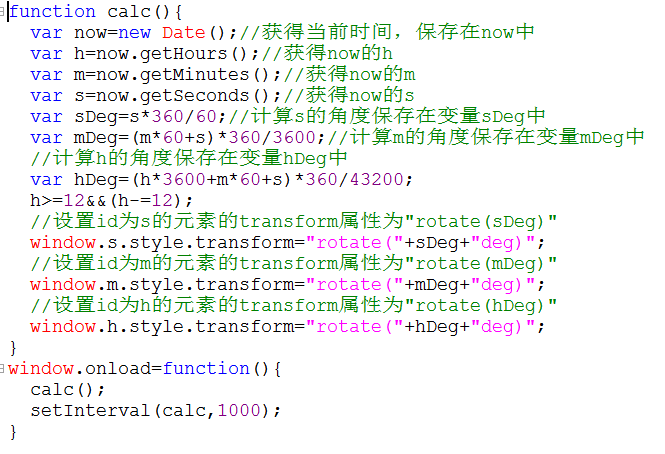 function calc(){
  var now=new Date();//获得当前时间，保存在now中
  var h=now.getHours();//获得now的h
  var m=now.getMinutes();//获得now的m
  var s=now.getSeconds();//获得now的s
  var sDeg=s*360/60;//计算s的角度保存在变量sDeg中
  var mDeg=(m*60+s)*360/3600;//计算m的角度保存在变量mDeg中
  //计算h的角度保存在变量hDeg中
  var hDeg=(h*3600+m*60+s)*360/43200;
  h>=12&&(h-=12);
  //设置id为s的元素的transform属性为"rotate(sDeg)"
  window.s.style.transform="rotate("+sDeg+"deg)";
  //设置id为m的元素的transform属性为"rotate(mDeg)"
  window.m.style.transform="rotate("+mDeg+"deg)";
  //设置id为h的元素的transform属性为"rotate(hDeg)"
  window.h.style.transform="rotate("+hDeg+"deg)";
}
window.onload=function(){
  calc();
  setInterval(calc,1000);
}